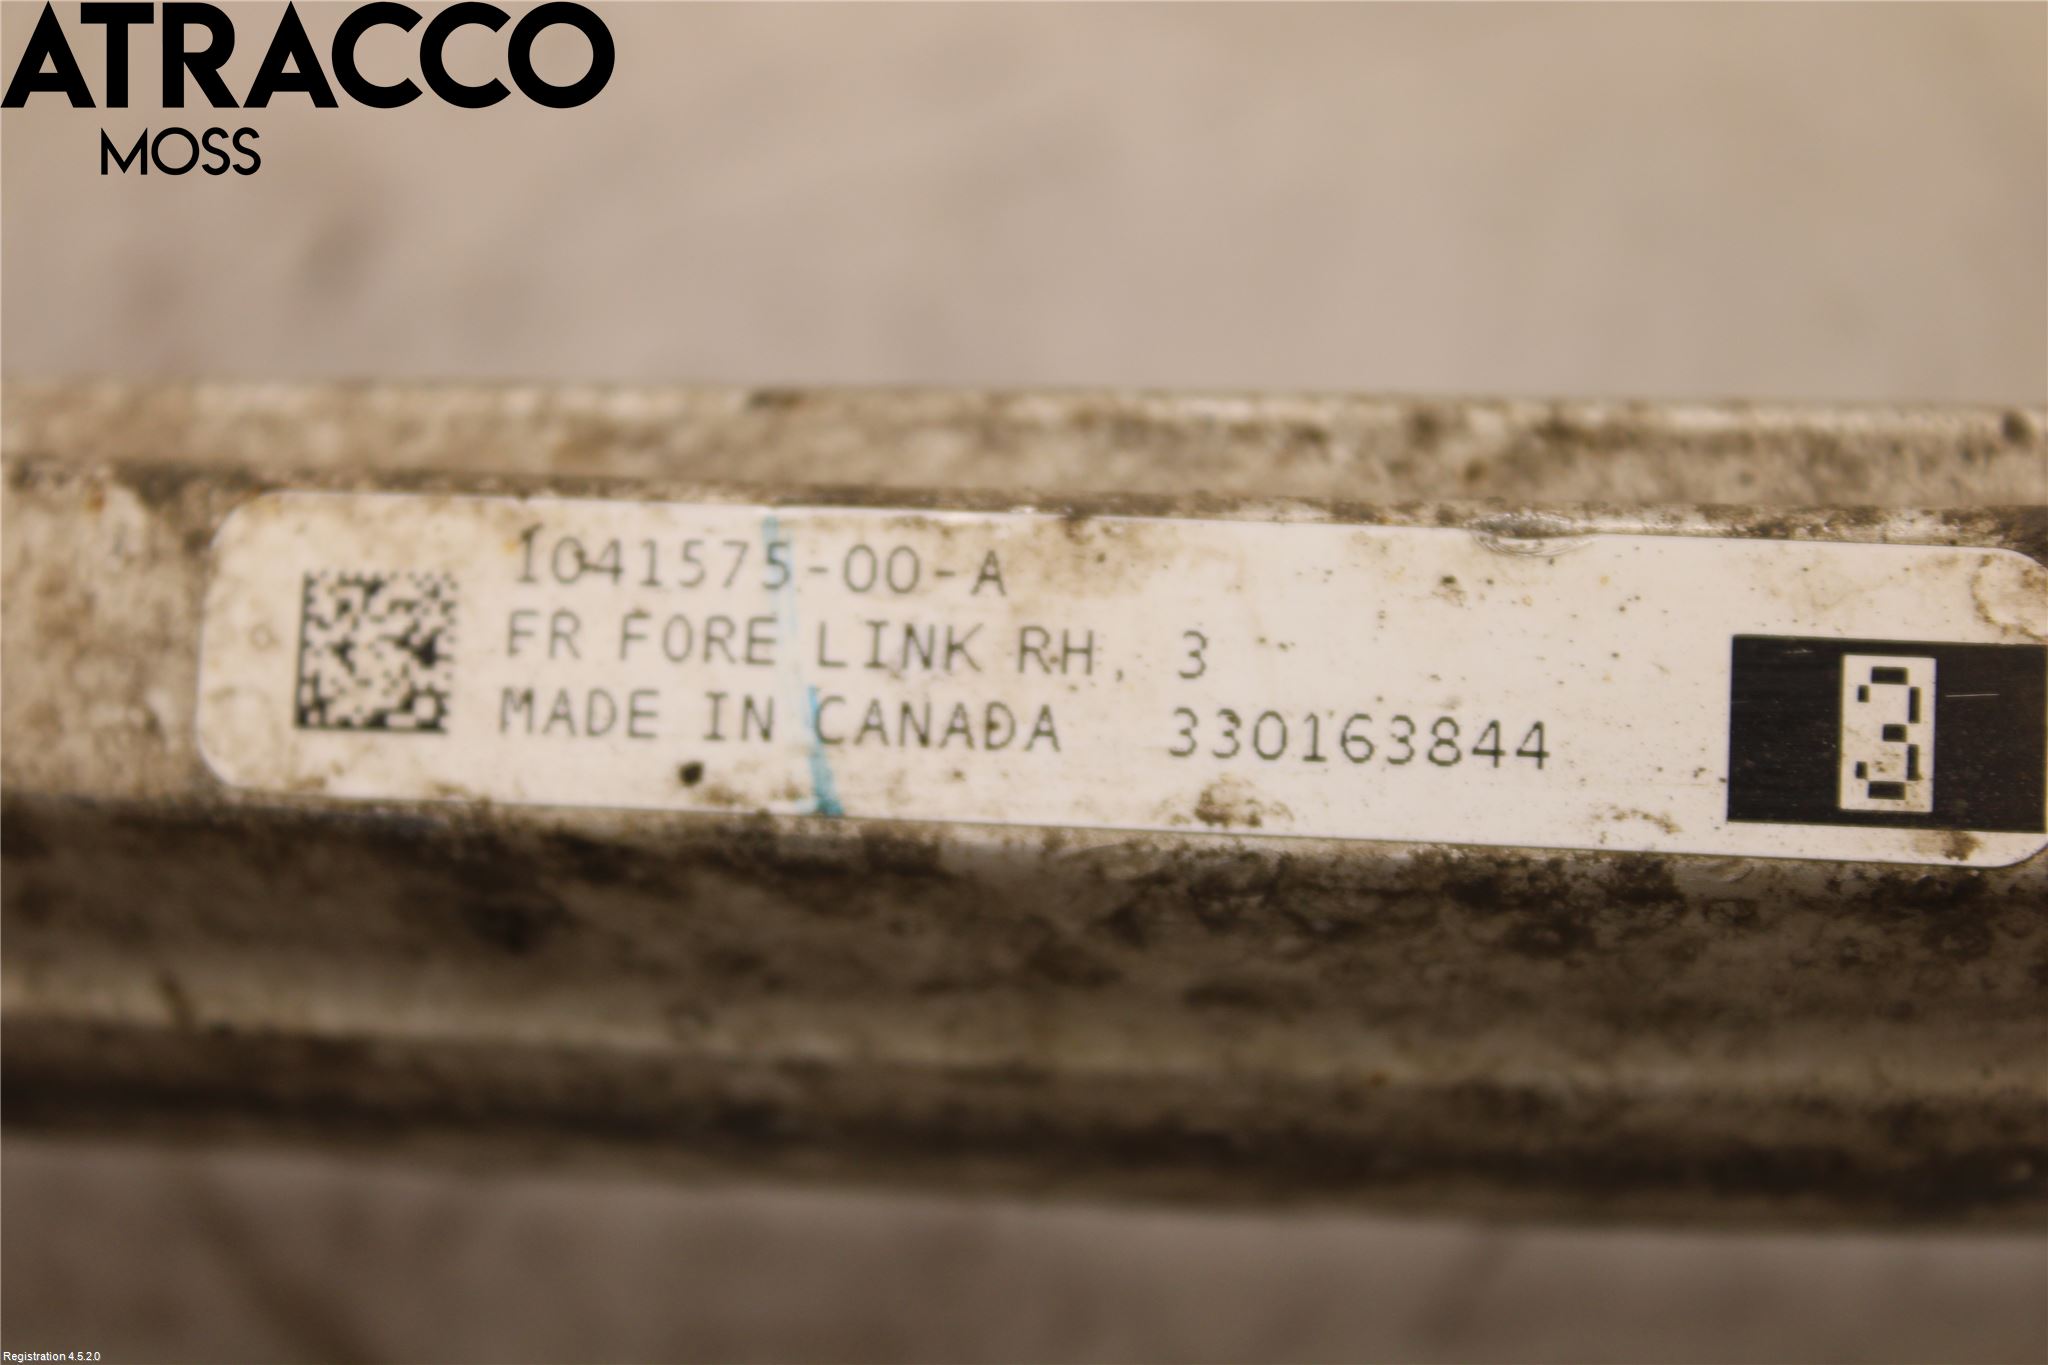 ATRACCO
MOSS
1041575-00-A
FR FORE LINK RH, 3
MADE IN CANADA 330163844
3
Registration 4.5.2.0